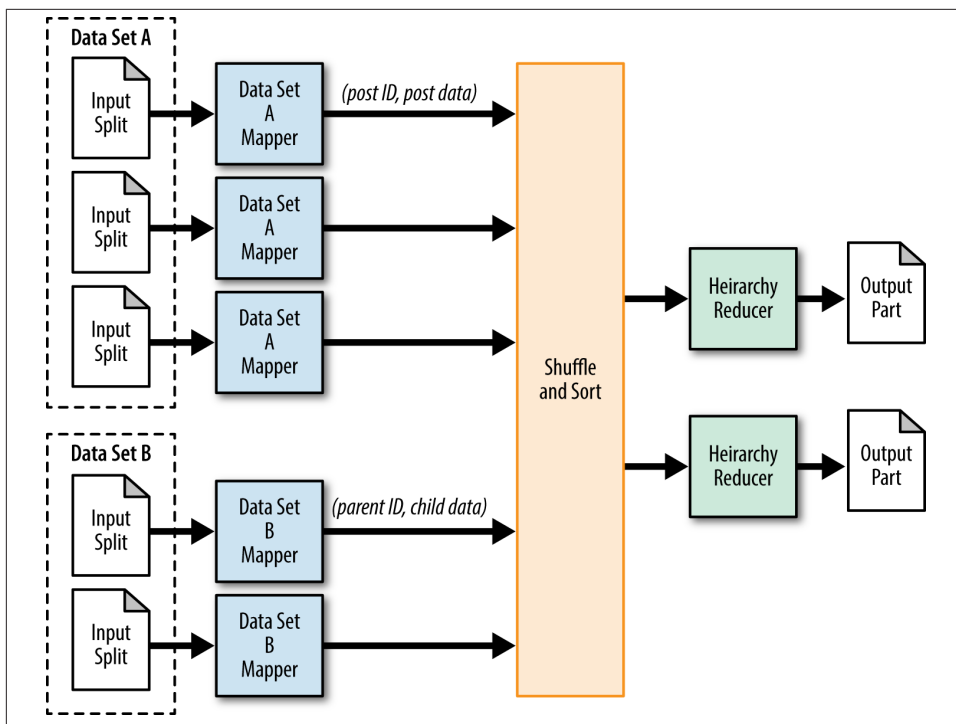 Data Set A
Input
Split
Data Set
A
Mapper
(post ID, post data)
Input
Split
Data Set
A
Mapper
Input
Split
Data Set
A
Mapper
Data Set B
Input
Split
Data Set
B
Mapper
(parent ID, child data)
Input
Split
Data Set
B
Mapper
Shuffle
and Sort
Heirarchy
Reducer
Output
Part
Heirarchy
Reducer
Output
Part